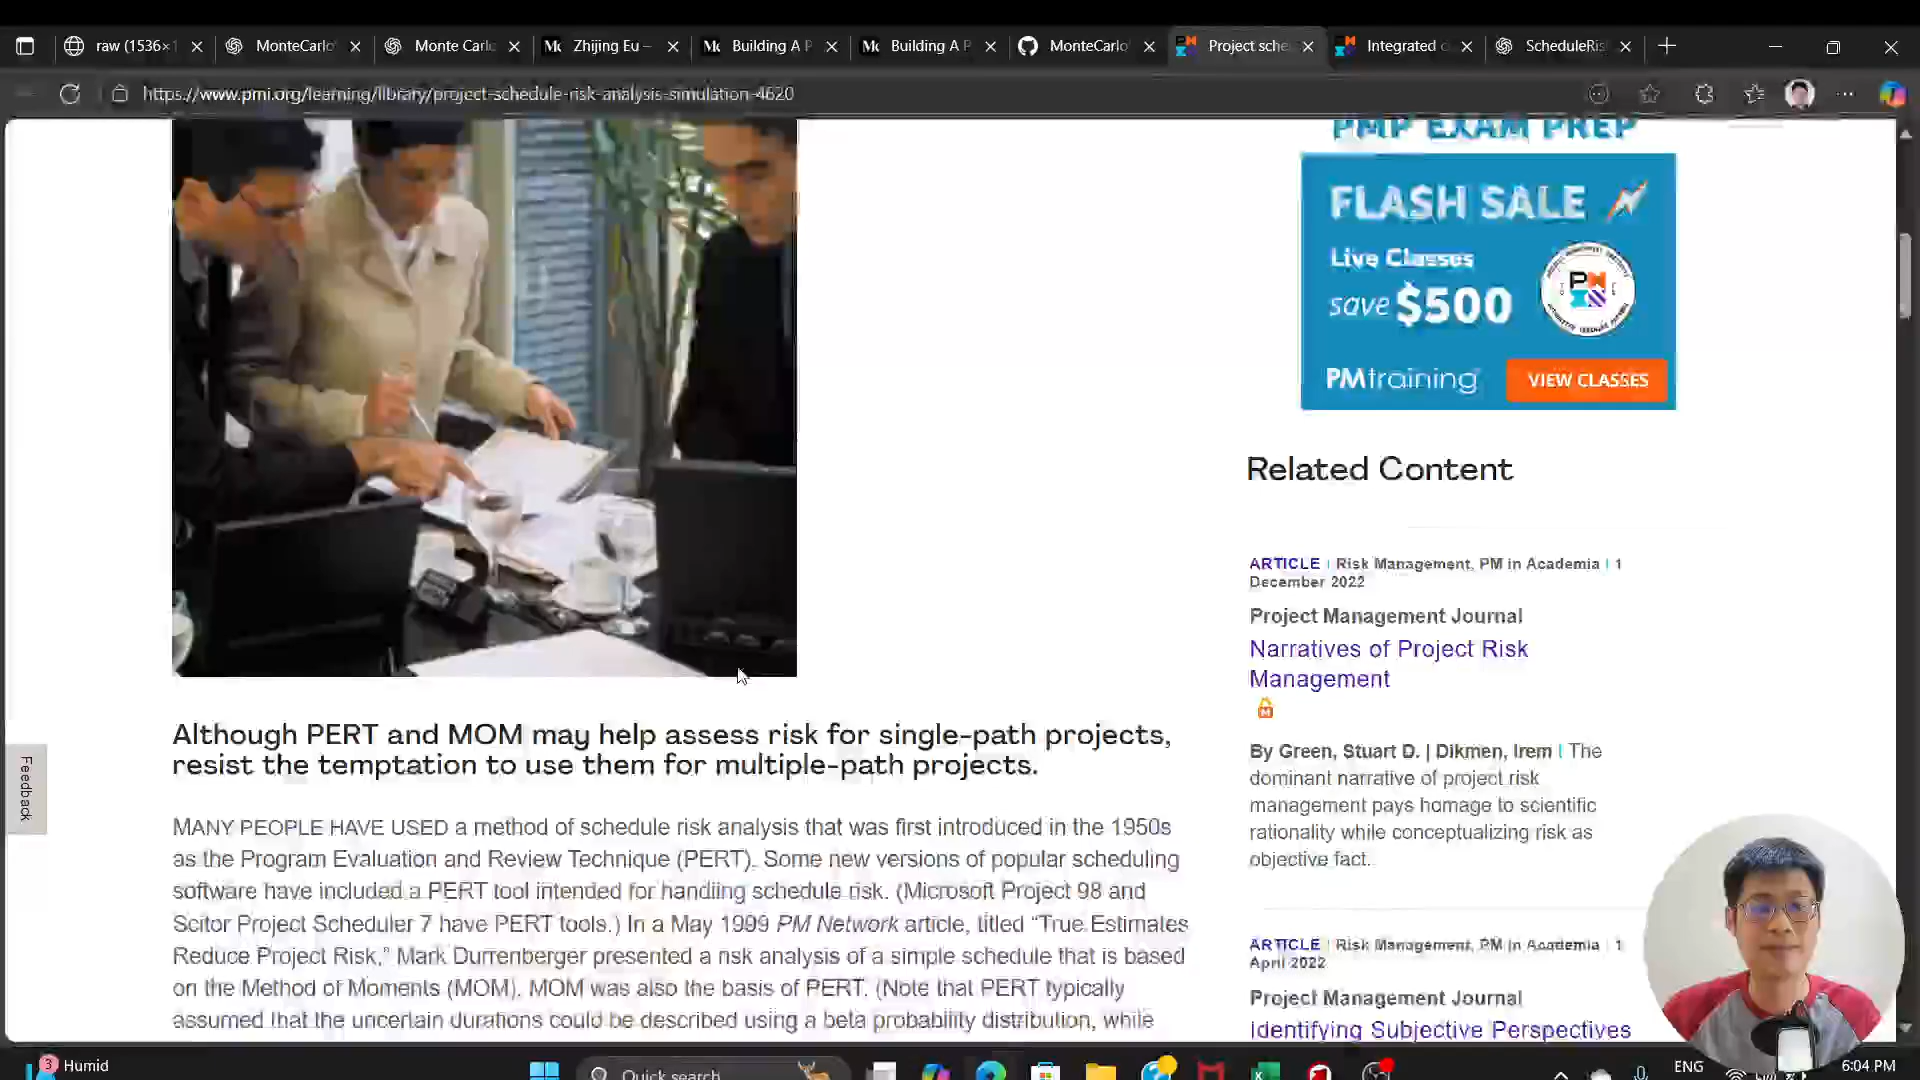 raw (1536×1
MonteCarlo
Monte Carlo
Zhijing Eu –
Building A P
Building A P
MonteCarlo
Project sche
Integrated c
ScheduleRis
https://www.pmi.org/learning/library/project-schedule-risk-analysis-simulation-4620
PMP EXAM PREP
FLASH SALE
Live Classes
save $500
PMtraining
VIEW CLASSES
Related Content
ARTICLE | Risk Management, PM in Academia | 1
December 2022
Project Management Journal
Narratives of Project Risk
Management
By Green, Stuart D. | Dikmen, Irem | The
dominant narrative of project risk
management pays homage to scientific
rationality while conceptualizing risk as
objective fact..
ARTICLE | Risk Management, PM in Academia | 1
April 2022
Project Management Journal
Identifying Subjective Perspectives
Feedback
Although PERT and MOM may help assess risk for single-path projects,
resist the temptation to use them for multiple-path projects.
MANY PEOPLE HAVE USED a method of schedule risk analysis that was first introduced in the 1950s
as the Program Evaluation and Review Technique (PERT). Some new versions of popular scheduling
software have included a PERT tool intended for handling schedule risk. (Microsoft Project 98 and
Scitor Project Scheduler 7 have PERT tools.) In a May 1999 PM Network article, titled “True Estimates
Reduce Project Risk,” Mark Durrenberger presented a risk analysis of a simple schedule that is based
on the Method of Moments (MOM). MOM was also the basis of PERT. (Note that PERT typically
assumed that the uncertain durations could be described using a beta probability distribution, while
3
Humid
Quick search
ENG
6:04 PM